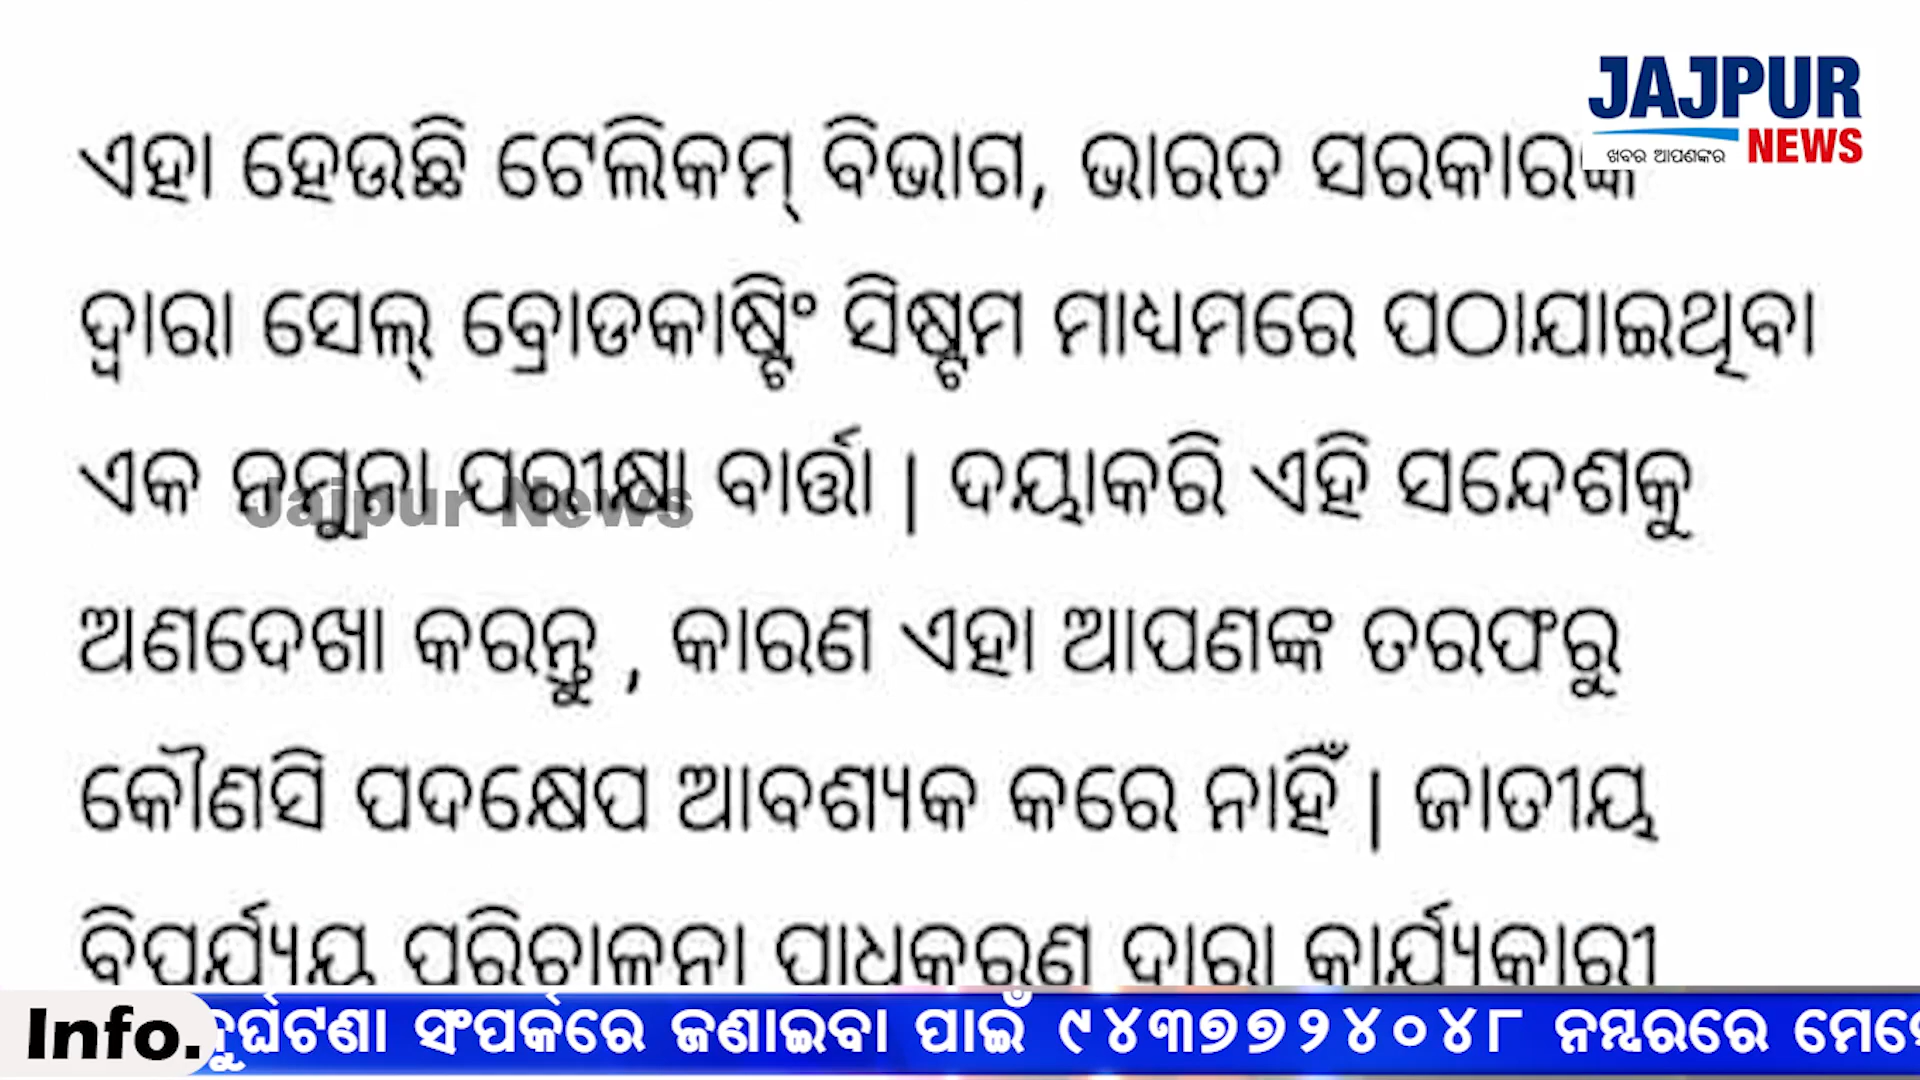 JAJPUR
ଖବର ଆପଣଙ୍କର NEWS
ଏହା ହେଉଛି ଟେଲିକମ୍ ବିଭାଗ, ଭାରତ ସରକାରଙ୍କ
ଦ୍ୱାରା ସେଲ୍ ବ୍ରୋଡକାଷ୍ଟିଂ ସିଷ୍ଟମ ମାଧ୍ୟମରେ ପଠାଯାଇଥିବା
ଏକ ନମୁନା ପରୀକ୍ଷା ବାର୍ତ୍ତା | ଦୟାକରି ଏହି ସନ୍ଦେଶକୁ
Jajpur News
ଅଣଦେଖା କରନ୍ତୁ , କାରଣ ଏହା ଆପଣଙ୍କ ତରଫରୁ
କୌଣସି ପଦକ୍ଷେପ ଆବଶ୍ୟକ କରେ ନାହିଁ | ଜାତୀୟ
ବିପର୍ଯ୍ୟୟ ପରିଚାଳନା ପ୍ରାଧିକରଣ ଦ୍ୱାରା କାର୍ଯ୍ୟକାରୀ
Info. ଦୁର୍ଘଟଣା ସଂପର୍କରେ ଜଣାଇବା ପାଇଁ ୯୪୩୭୭୨୪୦୪୮ ନମ୍ବରରେ